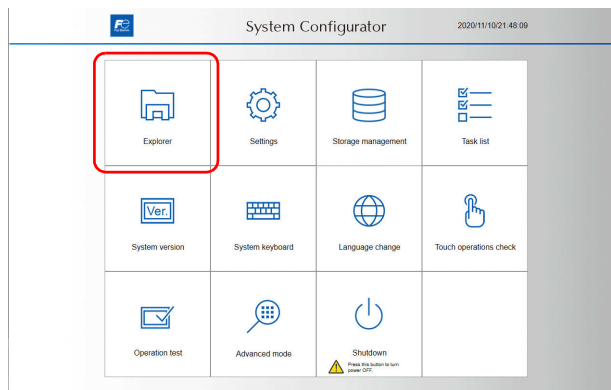 System Configurator
2020/11/10/21:48:09
Explorer
Settings
Storage management
Task list
Ver.
System version
System keyboard
Language change
Touch operations check
Operation test
Advanced mode
Shutdown
Press this button to turn
power OFF.